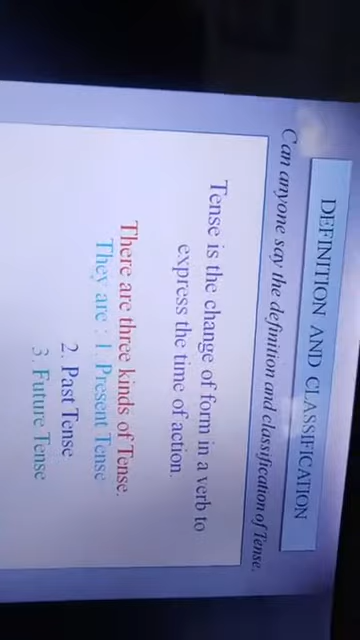 DEFINITION AND CLASSIFICATION
Can anyone say the definition and classification of Tense.
Tense is the change of form in a verb to
express the time of action.
There are three kinds of Tense.
They are : 1. Present Tense
2. Past Tense
3. Future Tense